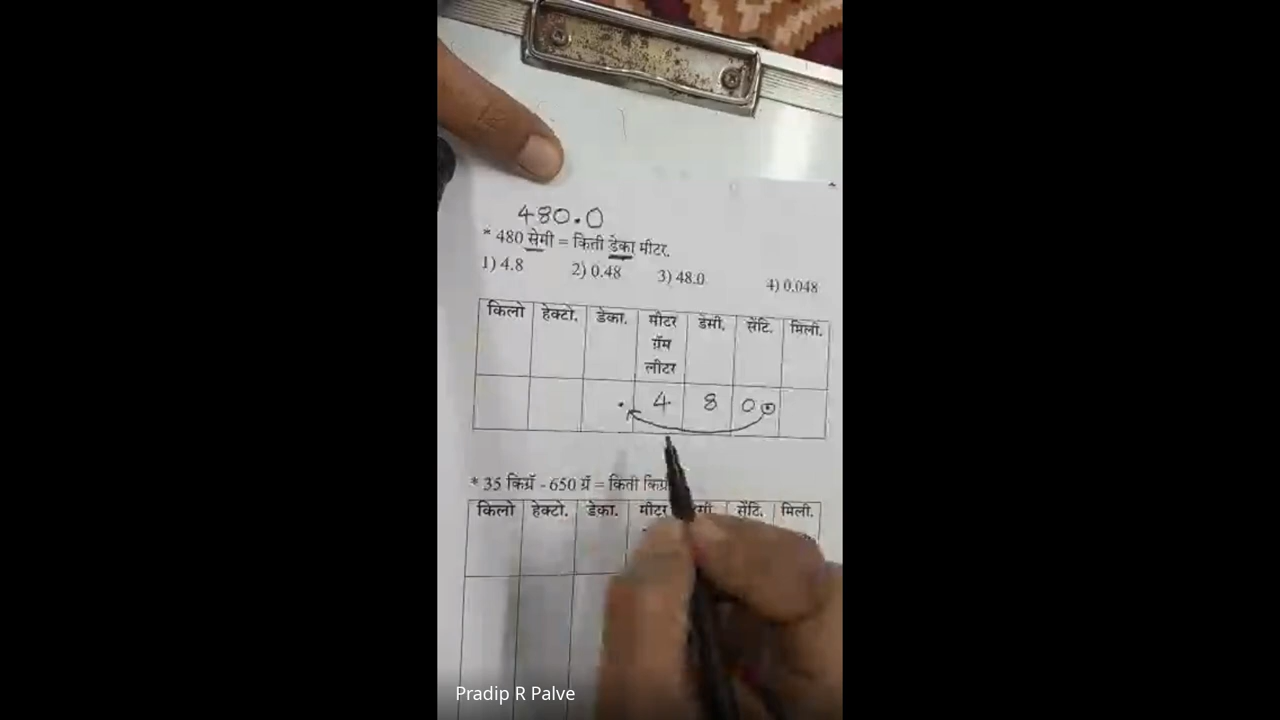 480.0
* 480 सेमी = किती डेका मीटर.
1) 4.8 2) 0.48 3) 48.0 4) 0.048
किलो हेक्टो. डेका. मीटर ग्रॅम लीटर डेमी. सेंटि. मिली.
. 4 8 0
* 35 किग्रॅ - 650 ग्रॅ = किती किग्रॅ
किलो हेक्टो. डेका. मीटर सेंटि. मिली.
Pradip R Palve